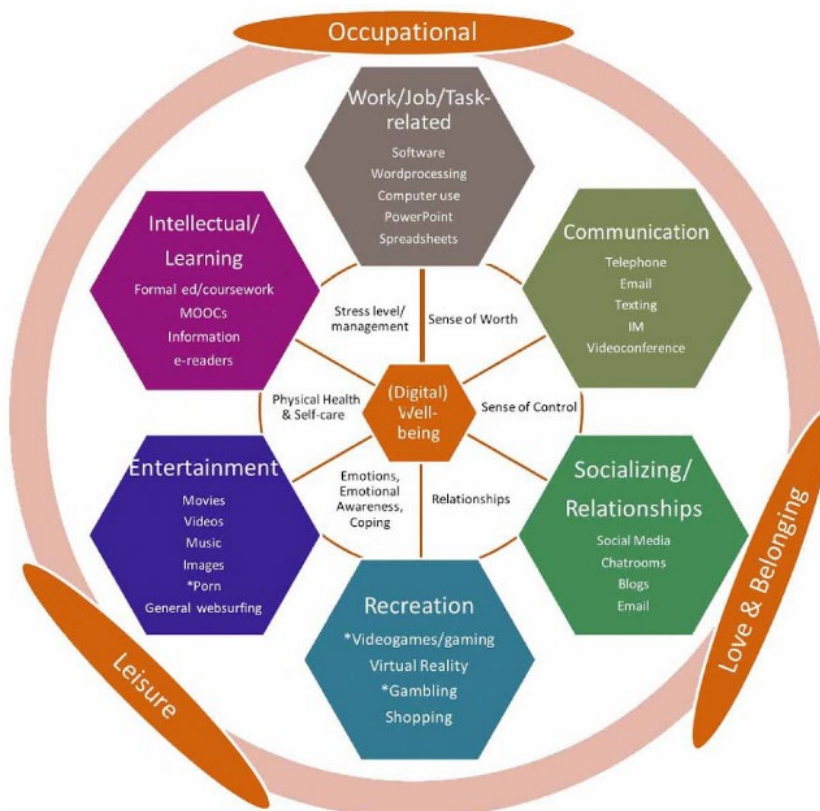 Occupational
Work/Job/Task-
related
Software
Wordprocessing
Computer use
PowerPoint
Spreadsheets
Intellectual/
Learning
Formal ed/coursework
MOOCs
Information
e-readers
Communication
Telephone
Email
Texting
IM
Videoconference
Stress level/
management
Sense of Worth
Physical Health
& Self-care
(Digital)
Well-
being
Sense of Control
Emotions,
Emotional
Awareness,
Coping
Relationships
Entertainment
Movies
Videos
Music
Images
*Porn
General websurfing
Socializing/
Relationships
Social Media
Chatrooms
Blogs
Email
Recreation
*Videogames/gaming
Virtual Reality
*Gambling
Shopping
Leisure
Love & Belonging